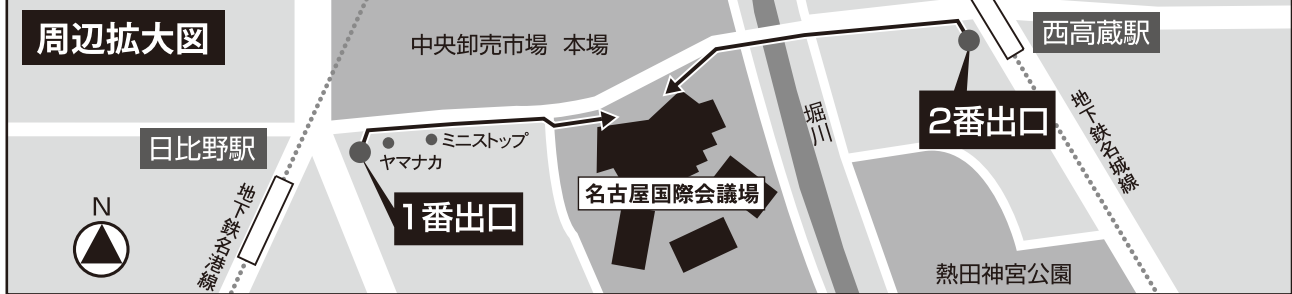 周辺拡大図
中央卸売市場 本場
西高蔵駅
2番出口
堀川
地下鉄名城線
日比野駅
ミニストップ
ヤマナカ
1番出口
名古屋国際会議場
地下鉄名港線
N
熱田神宮公園